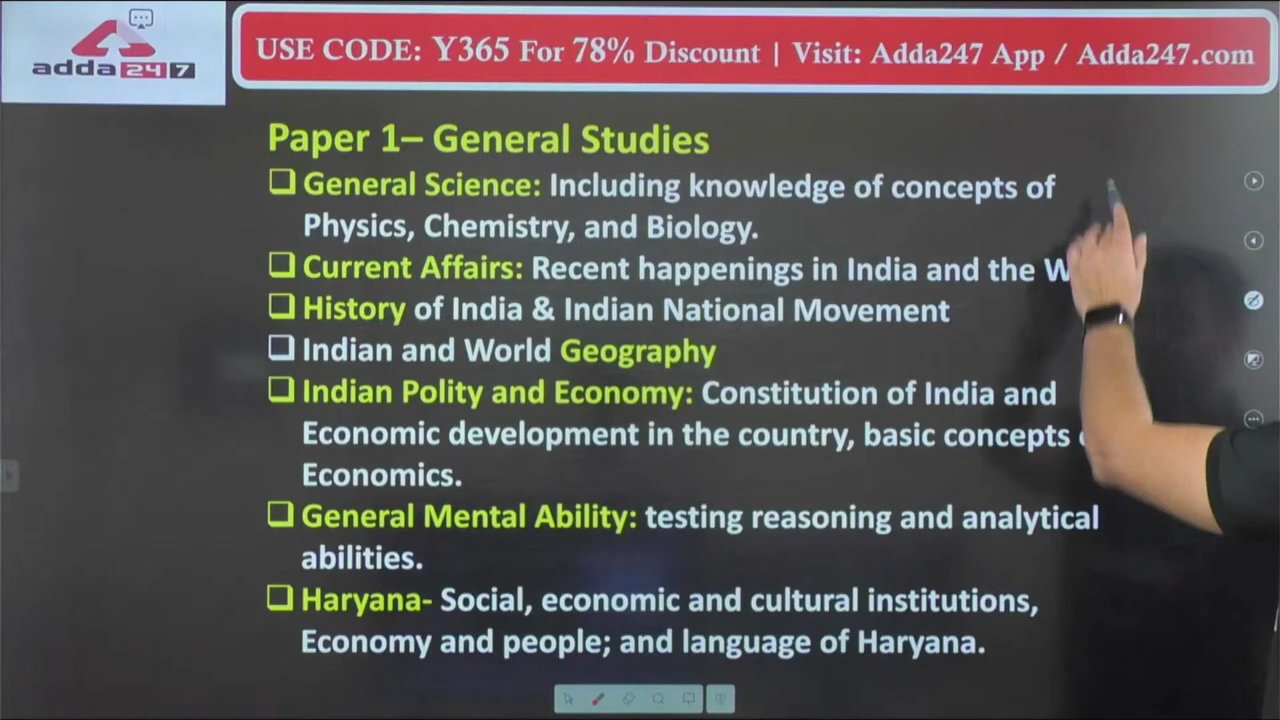 adda247
USE CODE: Y365 For 78% Discount | Visit: Adda247 App / Adda247.com
Paper 1– General Studies
General Science: Including knowledge of concepts of
Physics, Chemistry, and Biology.
Current Affairs: Recent happenings in India and the
History of India & Indian National Movement
Indian and World Geography
Indian Polity and Economy: Constitution of India and
Economic development in the country, basic concepts
Economics.
General Mental Ability: testing reasoning and analytical
abilities.
Haryana- Social, economic and cultural institutions,
Economy and people; and language of Haryana.